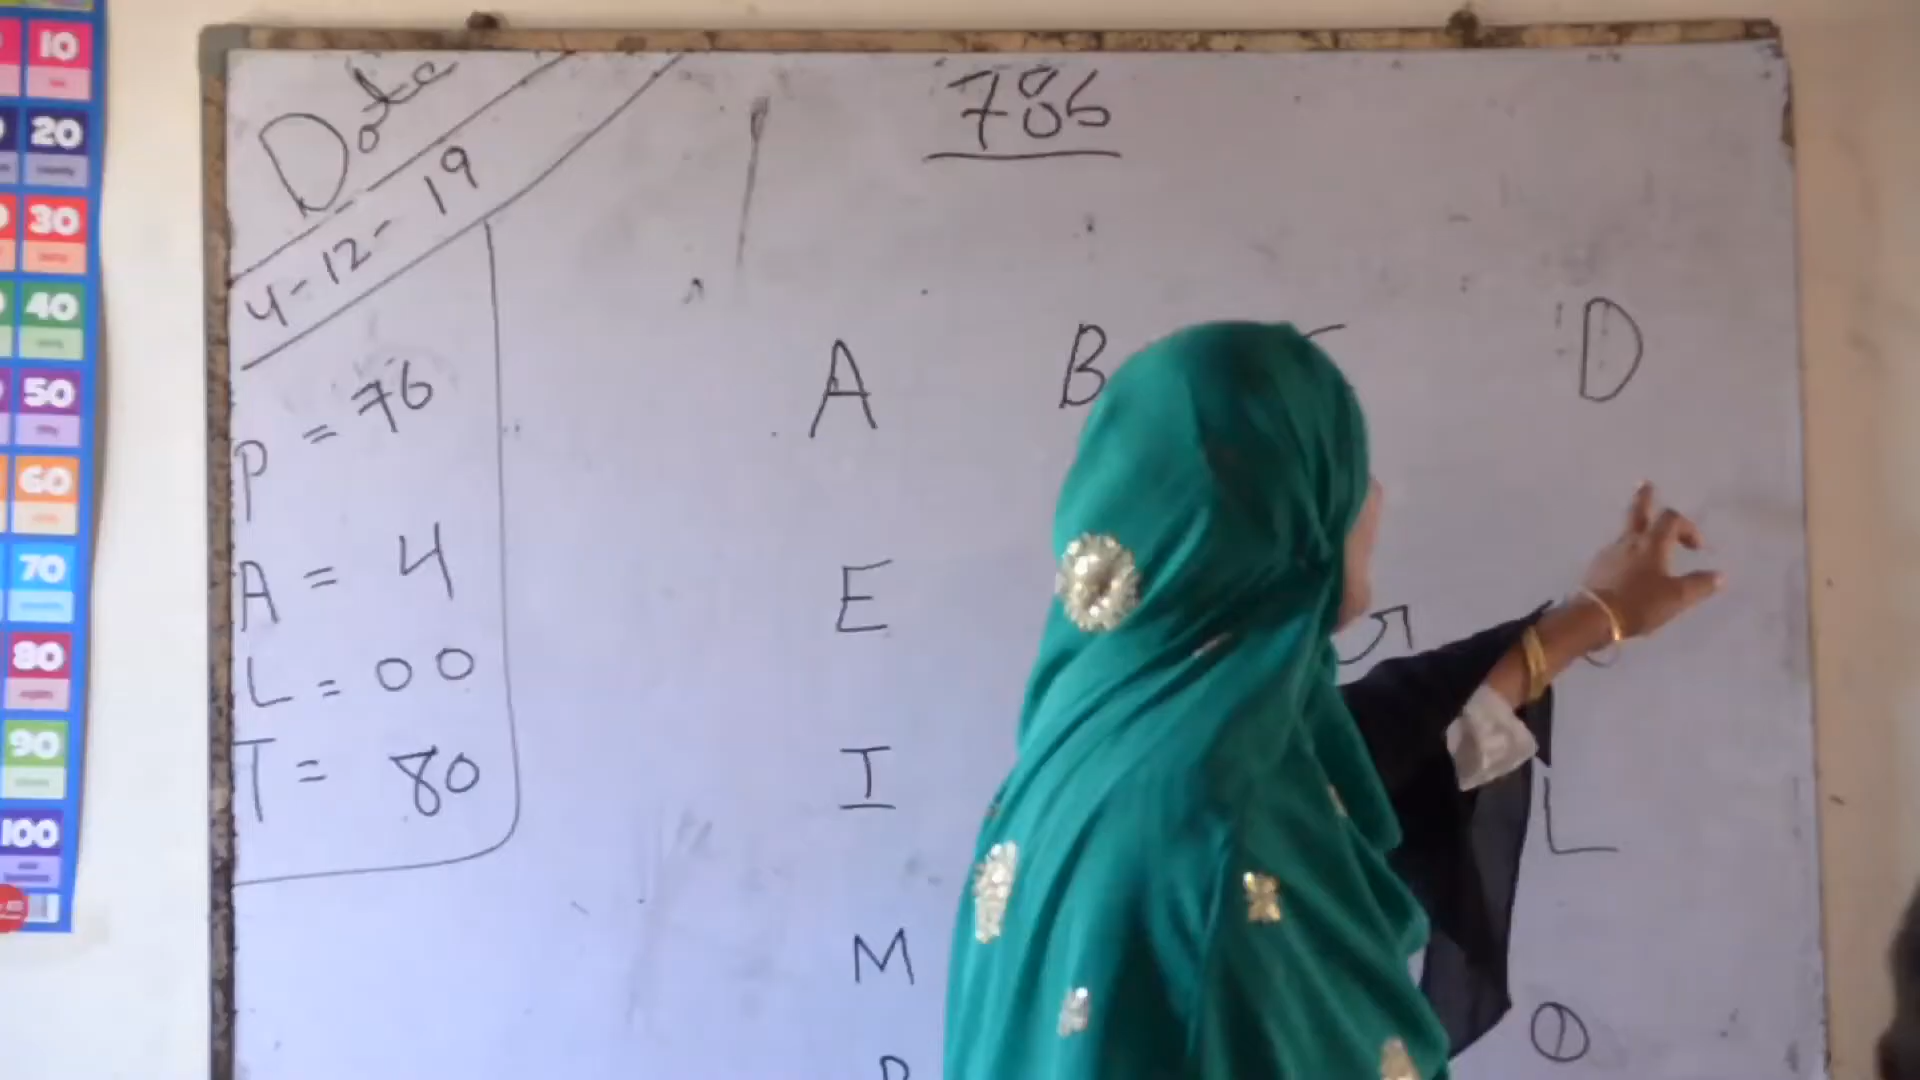 Date
4-12-19
786
P = 76
A = 4
L = 00
T = 80
A B D
E
I L
M
10
20
30
40
50
60
70
80
90
100